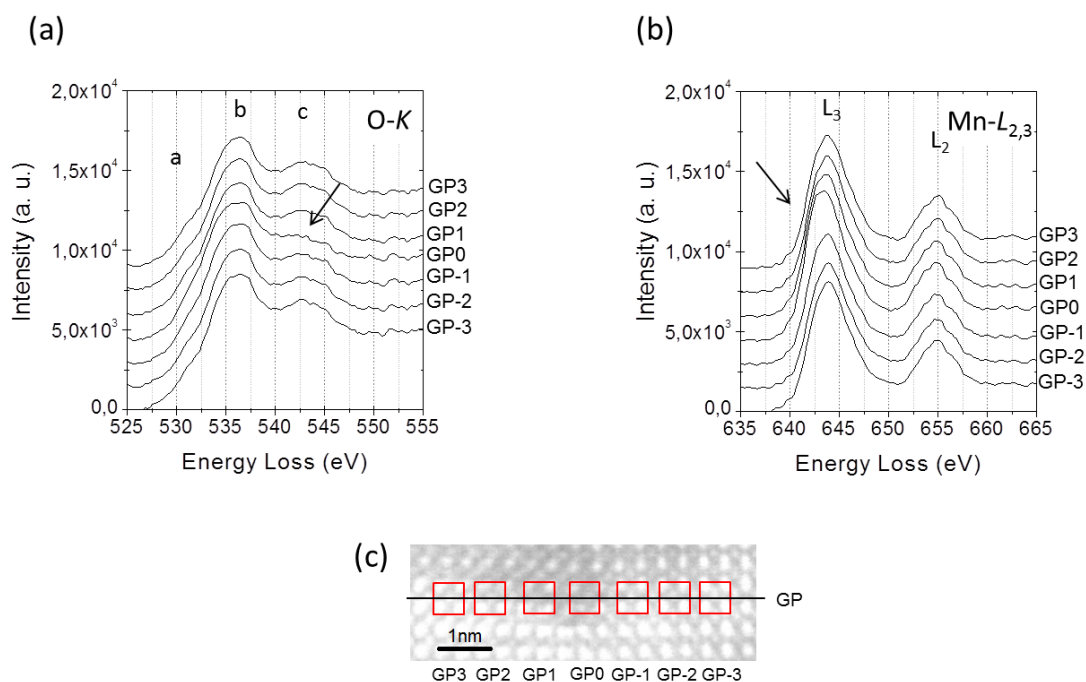 (a)
2,0x10⁴
1,5x10⁴
1,0x10⁴
5,0x10³
0,0
Intensity (a. u.)
a
b
c
O-K
GP3
GP2
GP1
GP0
GP-1
GP-2
GP-3
525 530 535 540 545 550 555
Energy Loss (eV)
(b)
2,0x10⁴
1,5x10⁴
1,0x10⁴
5,0x10³
0,0
Intensity (a. u.)
L₃
L₂
Mn-L₂,₃
GP3
GP2
GP1
GP0
GP-1
GP-2
GP-3
635 640 645 650 655 660 665
Energy Loss (eV)
(c)
GP
1nm
GP3 GP2 GP1 GP0 GP-1 GP-2 GP-3